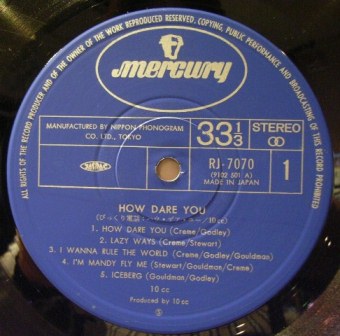 ALL RIGHTS OF THE RECORD PRODUCER AND OF THE OWNER OF THE WORK REPRODUCED RESERVED. COPYING, PUBLIC PERFORMANCE AND BROADCASTING OF THIS RECORD PROHIBITED
mercury
MANUFACTURED BY NIPPON PHONOGRAM
CO. LTD., TOKYO
33 1/3
STEREO
RJ-7070
(9102 501 A)
MADE IN JAPAN
1
HOW DARE YOU
1. HOW DARE YOU (Creme/Godley)
2. LAZY WAYS (Creme/Stewart)
3. I WANNA RULE THE WORLD (Creme/Godley/Gouldman)
4. I'M MANDY FLY ME (Stewart/Gouldman/Creme)
5. ICEBERG (Gouldman/Godley)
10 cc
Produced by 10 cc